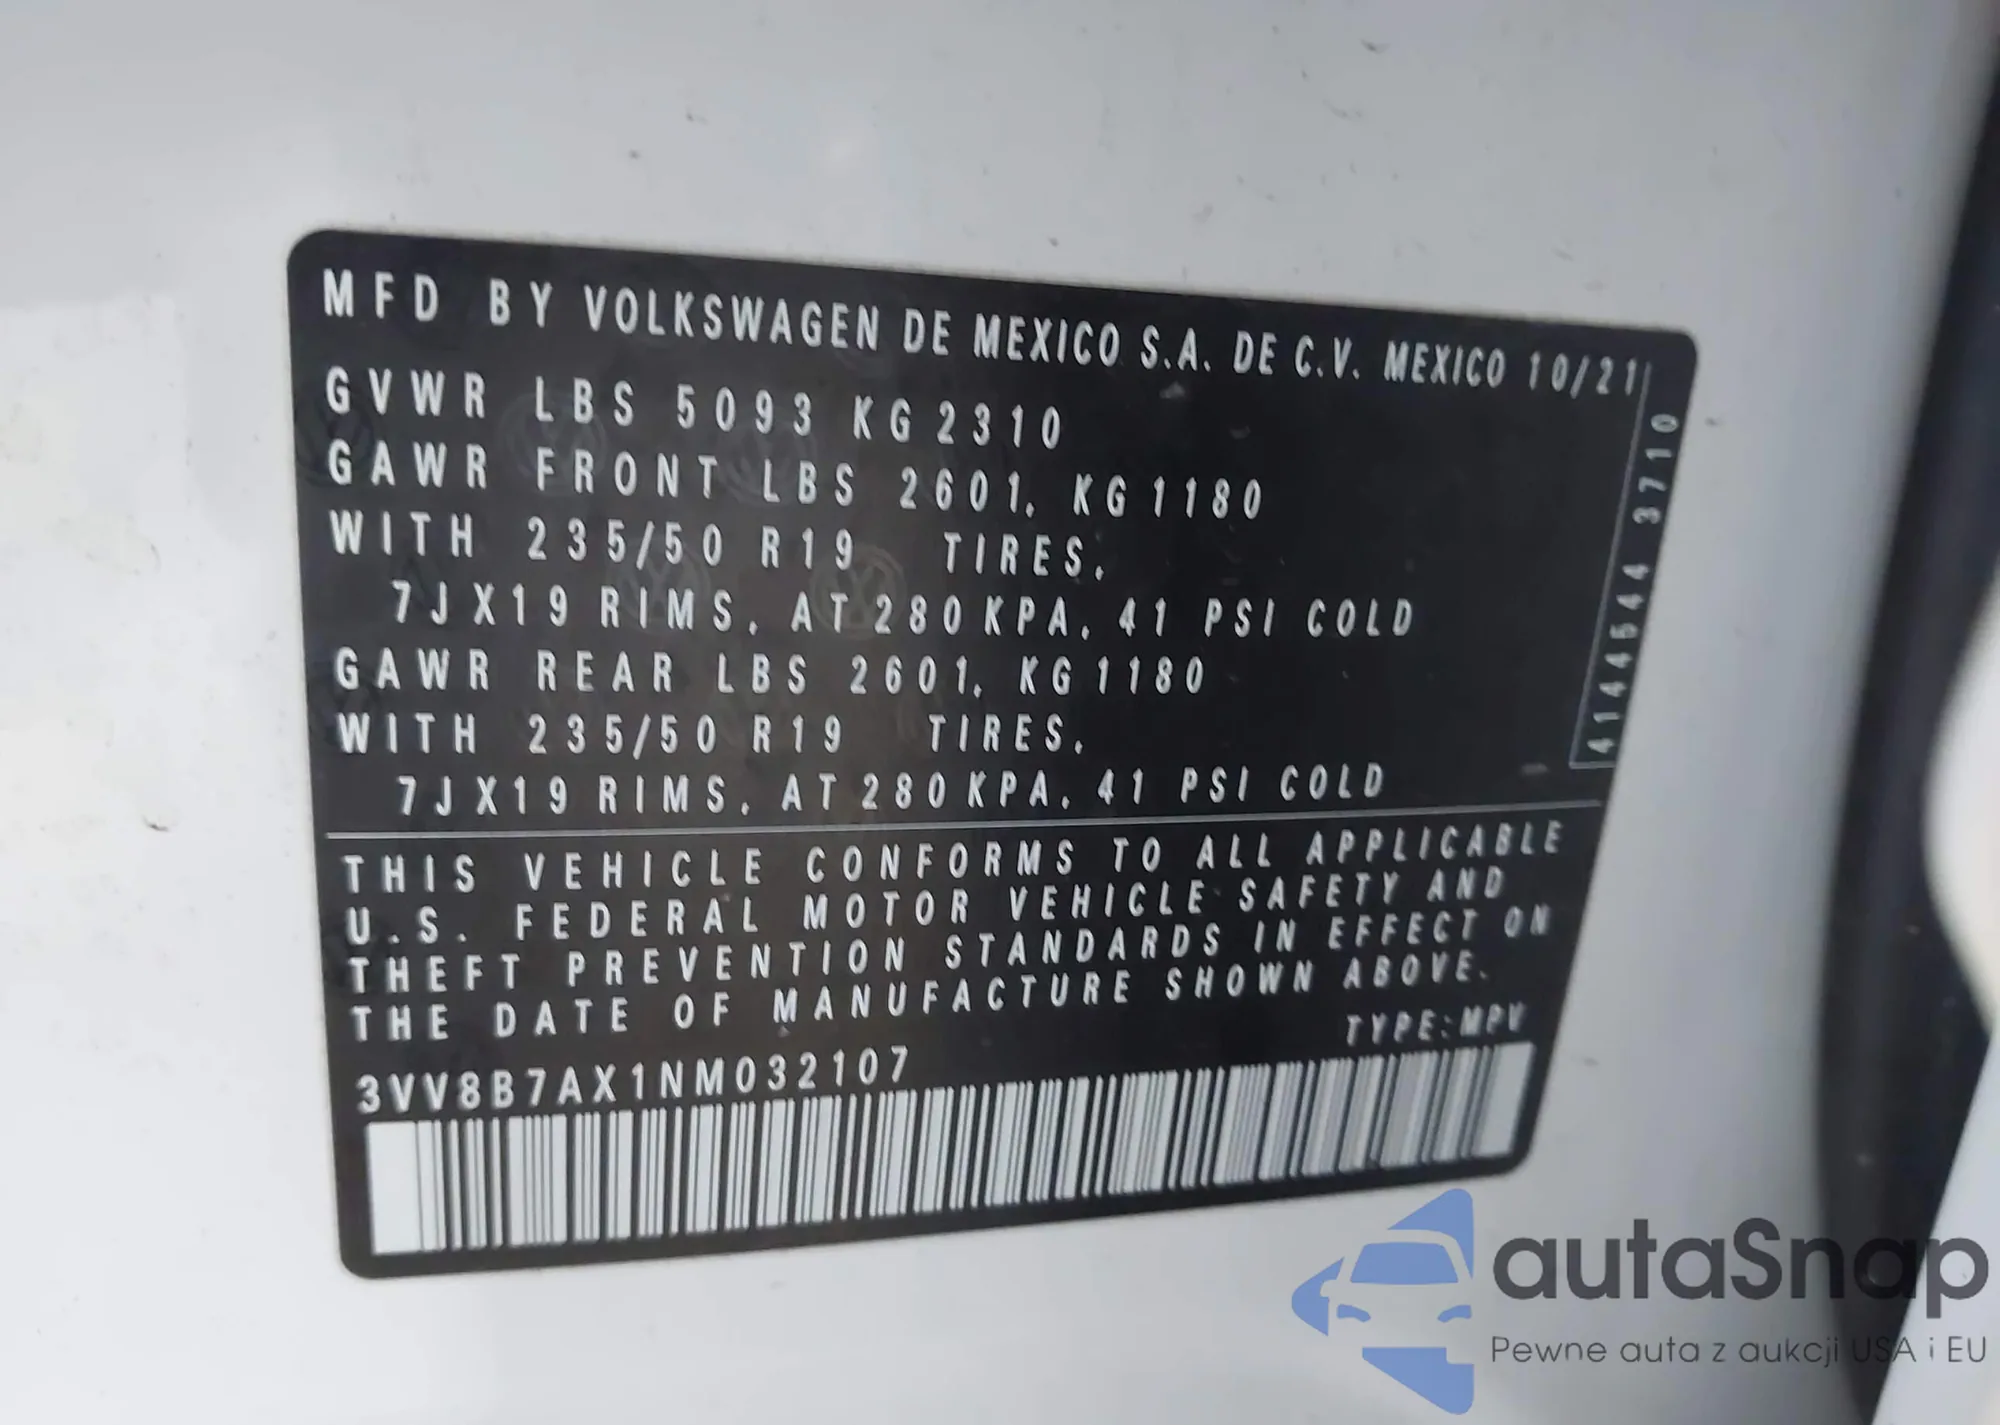 MFD BY VOLKSWAGEN DE MEXICO S.A. DE C.V. MEXICO 10/21
GVWR LBS 5093 KG 2310
GAWR FRONT LBS 2601, KG 1180
WITH 235/50 R19 TIRES,
7JX19 RIMS, AT 280 KPA, 41 PSI COLD
GAWR REAR LBS 2601, KG 1180
WITH 235/50 R19 TIRES,
7JX19 RIMS, AT 280 KPA, 41 PSI COLD
4144544 3710
THIS VEHICLE CONFORMS TO ALL APPLICABLE
U.S. FEDERAL MOTOR VEHICLE SAFETY AND
THEFT PREVENTION STANDARDS IN EFFECT ON
THE DATE OF MANUFACTURE SHOWN ABOVE.
TYPE: MPV
3VV8B7AX1NM032107
autaSnap
Pewne auta z aukcji USA i EU